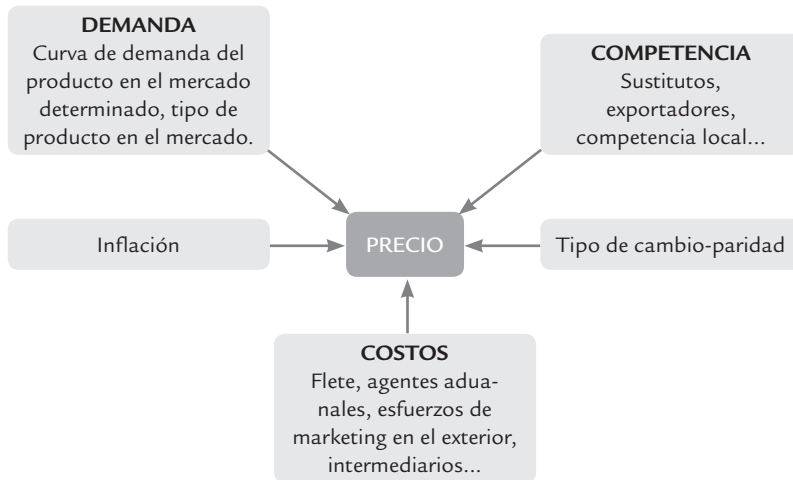 DEMANDA
Curva de demanda del
producto en el mercado
determinado, tipo de
producto en el mercado.
COMPETENCIA
Sustitutos,
exportadores,
competencia local...
Inflación
PRECIO
Tipo de cambio-paridad
COSTOS
Flete, agentes adua-
nales, esfuerzos de
marketing en el exterior,
intermediarios...